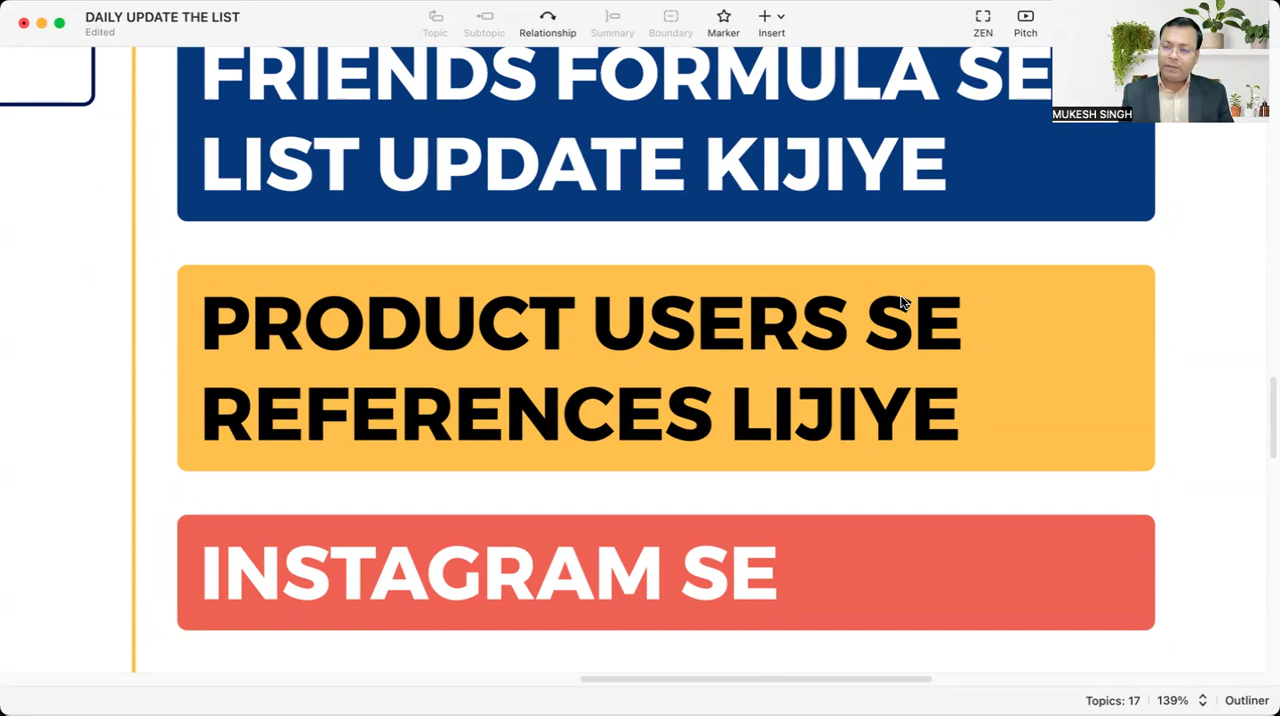 DAILY UPDATE THE LIST
Edited
Topic
Subtopic
Relationship
Summary
Boundary
Marker
Insert
ZEN
Pitch
MUKESH SINGH
FRIENDS FORMULA SE
LIST UPDATE KIJIYE
PRODUCT USERS SE
REFERENCES LIJIYE
INSTAGRAM SE
Topics: 17
139%
Outliner